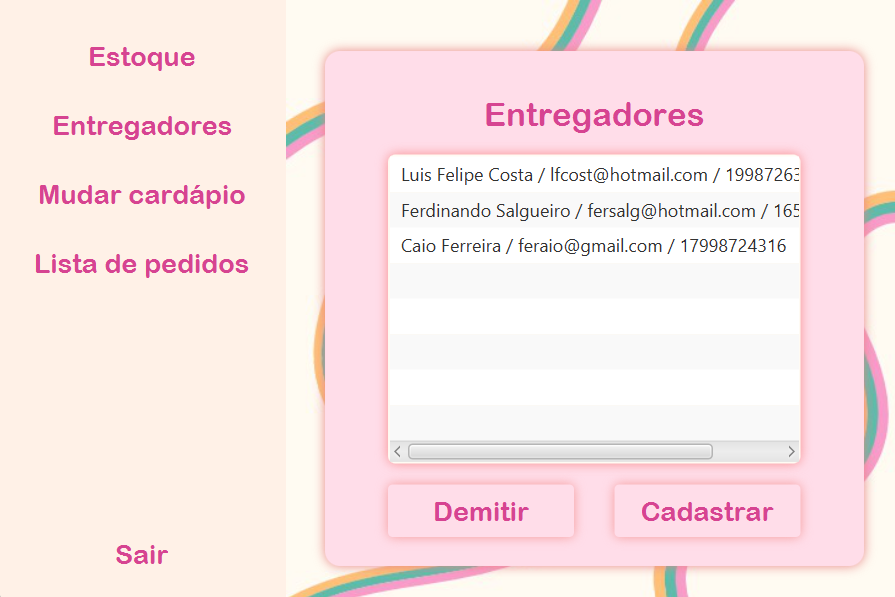 Estoque
Entregadores
Mudar cardápio
Lista de pedidos
Sair
Entregadores
Luis Felipe Costa / lfcost@hotmail.com / 19987263
Ferdinando Salgueiro / fersalg@hotmail.com / 165
Caio Ferreira / feraio@gmail.com / 17998724316
Demitir
Cadastrar